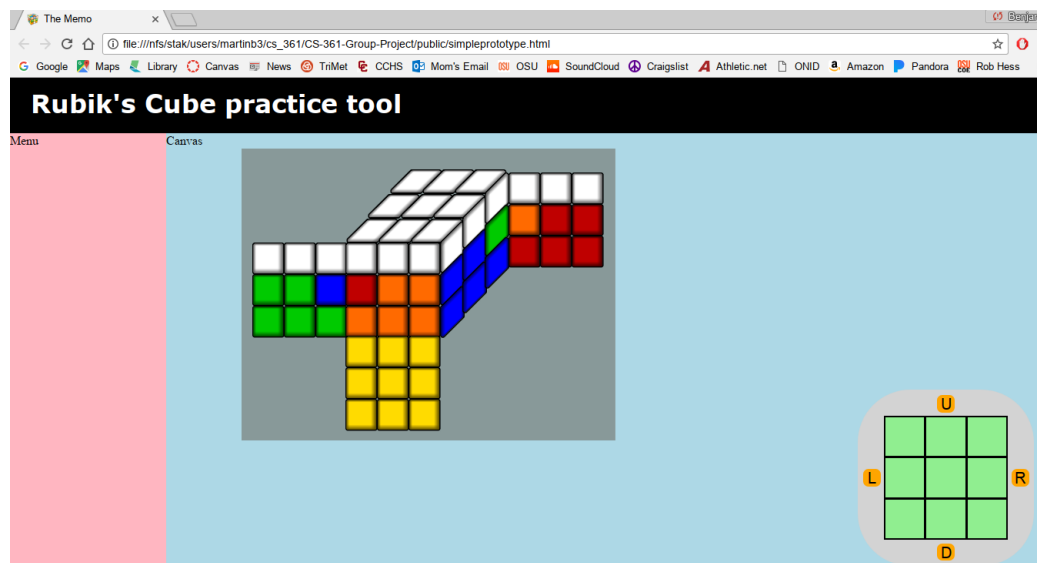 The Memo
Benjam
file:///nfs/stak/users/martinb3/cs_361/CS-361-Group-Project/public/simpleprototype.html
Google Maps Library Canvas News TriMet CCHS Mom's Email OSU SoundCloud Craigslist Athletic.net ONID Amazon Pandora Rob Hess
Rubik's Cube practice tool
Menu
Canvas
U
L
R
D